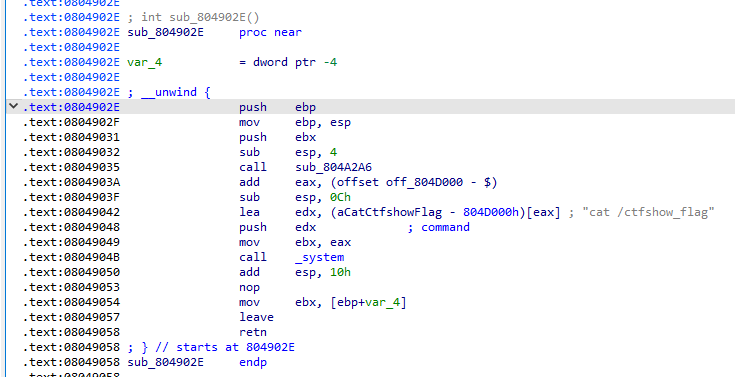 .text:0804902E
.text:0804902E ; int sub_804902E()
.text:0804902E sub_804902E     proc near
.text:0804902E
.text:0804902E var_4           = dword ptr -4
.text:0804902E
.text:0804902E ; __unwind {
.text:0804902E                 push    ebp
.text:0804902F                 mov     ebp, esp
.text:08049031                 push    ebx
.text:08049032                 sub     esp, 4
.text:08049035                 call    sub_804A2A6
.text:0804903A                 add     eax, (offset off_804D000 - $)
.text:0804903F                 sub     esp, 0Ch
.text:08049042                 lea     edx, (aCatCtfshowFlag - 804D000h)[eax] ; "cat /ctfshow_flag"
.text:08049048                 push    edx             ; command
.text:08049049                 mov     ebx, eax
.text:0804904B                 call    _system
.text:08049050                 add     esp, 10h
.text:08049053                 nop
.text:08049054                 mov     ebx, [ebp+var_4]
.text:08049057                 leave
.text:08049058                 retn
.text:08049058 ; } // starts at 804902E
.text:08049058 sub_804902E     endp
.text:08049058